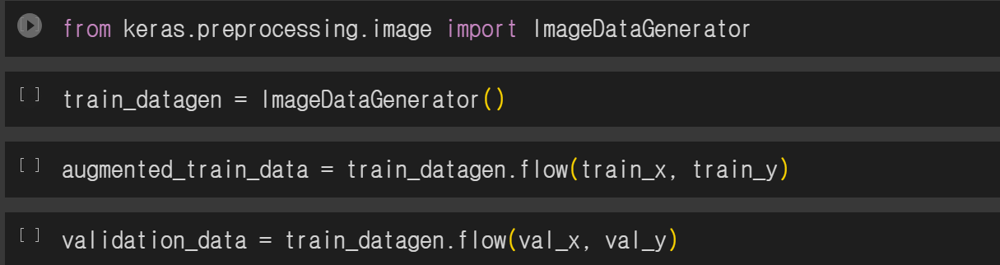 from keras.preprocessing.image import ImageDataGenerator
[ ] train_datagen = ImageDataGenerator()
[ ] augmented_train_data = train_datagen.flow(train_x, train_y)
[ ] validation_data = train_datagen.flow(val_x, val_y)